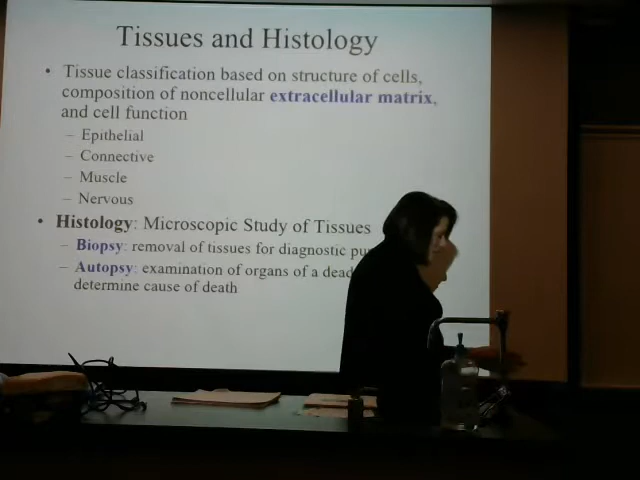 Tissues and Histology
• Tissue classification based on structure of cells,
composition of noncellular extracellular matrix,
and cell function
– Epithelial
– Connective
– Muscle
– Nervous
• Histology: Microscopic Study of Tissues
– Biopsy: removal of tissues for diagnostic
– Autopsy: examination of organs of a dead
determine cause of death